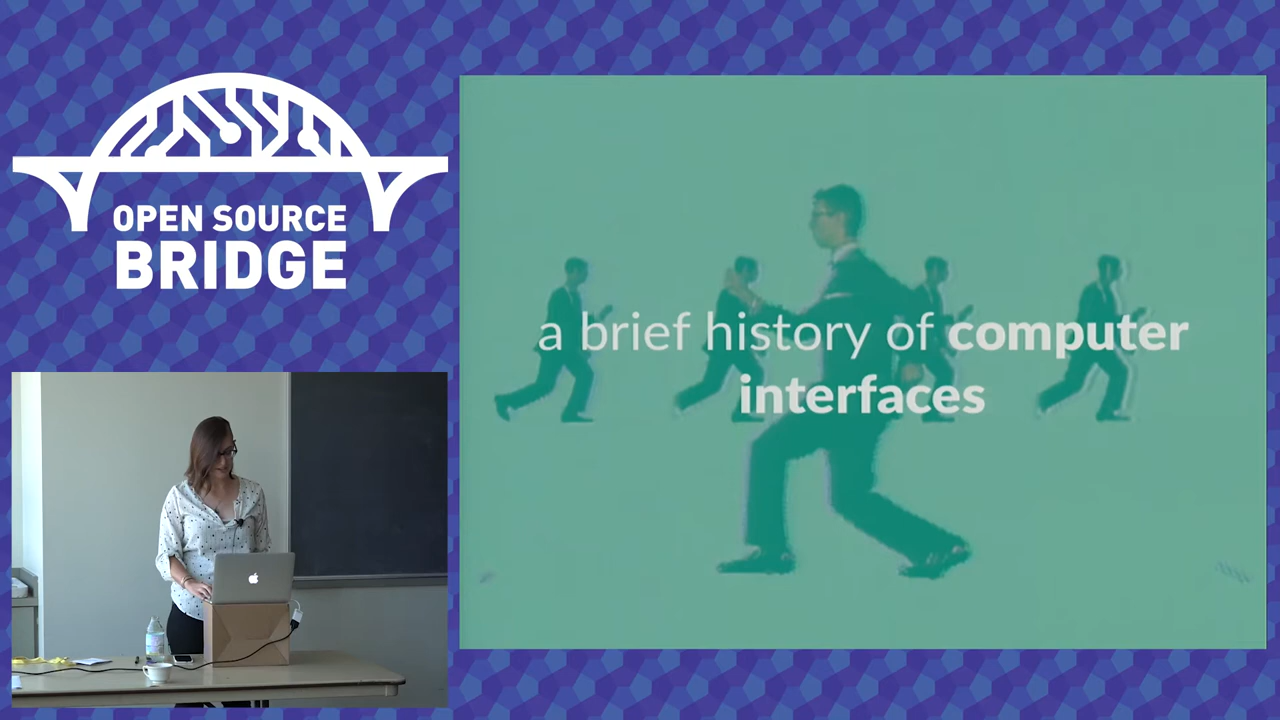 OPEN SOURCE
BRIDGE
a brief history of computer
interfaces